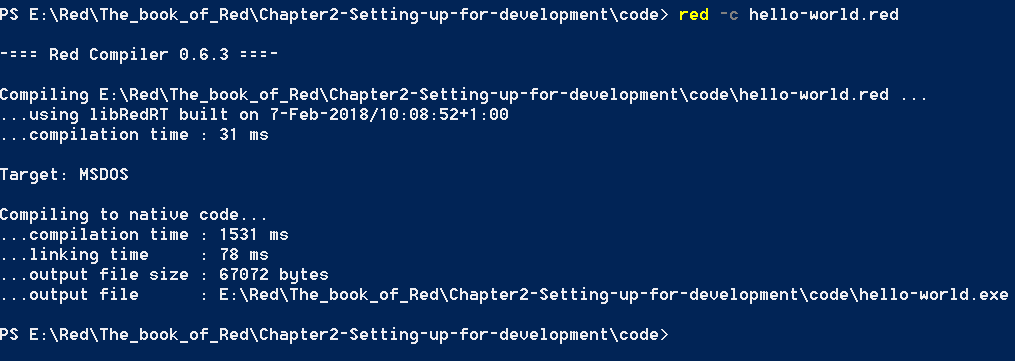 PS E:\Red\The_book_of_Red\Chapter2-Setting-up-for-development\code> red -c hello-world.red
-=== Red Compiler 0.6.3 ===-
Compiling E:\Red\The_book_of_Red\Chapter2-Setting-up-for-development\code\hello-world.red ...
...using libRedRT built on 7-Feb-2018/10:08:52+1:00
...compilation time : 31 ms
Target: MSDOS
Compiling to native code...
...compilation time : 1531 ms
...linking time     : 78 ms
...output file size : 67072 bytes
...output file      : E:\Red\The_book_of_Red\Chapter2-Setting-up-for-development\code\hello-world.exe
PS E:\Red\The_book_of_Red\Chapter2-Setting-up-for-development\code>